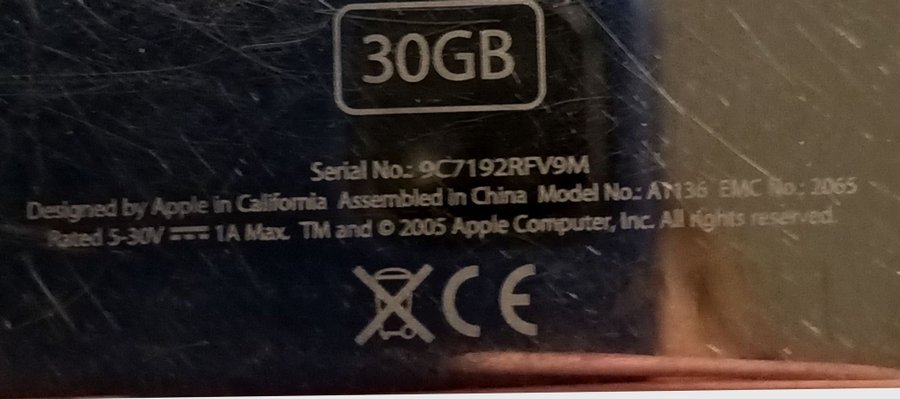 30GB
Serial No.: 9C7192RFV9M
Designed by Apple in California Assembled in China Model No.: A1136 EMC No.: 2065
Rated 5-30V ⎓ 1A Max. TM and © 2005 Apple Computer, Inc. All rights reserved.
CE